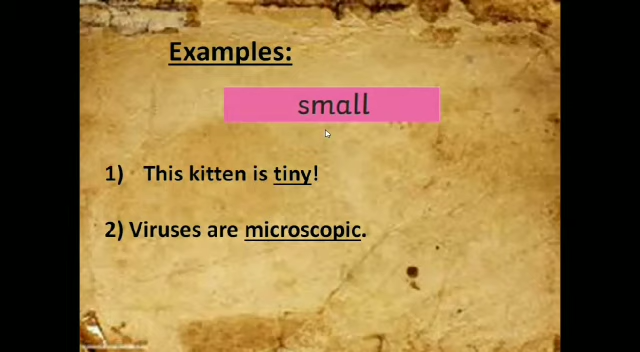 Examples:
small
1) This kitten is tiny!
2) Viruses are microscopic.